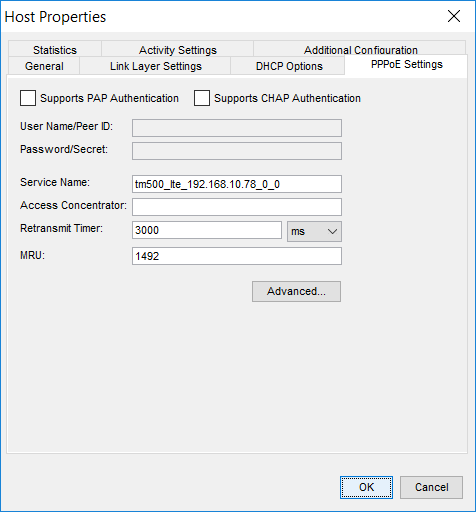 Host Properties
Statistics Activity Settings Additional Configuration
General Link Layer Settings DHCP Options PPPoE Settings
Supports PAP Authentication Supports CHAP Authentication
User Name/Peer ID:
Password/Secret:
Service Name: tm500_lte_192.168.10.78_0_0
Access Concentrator:
Retransmit Timer: 3000 ms
MRU: 1492
Advanced...
OK Cancel